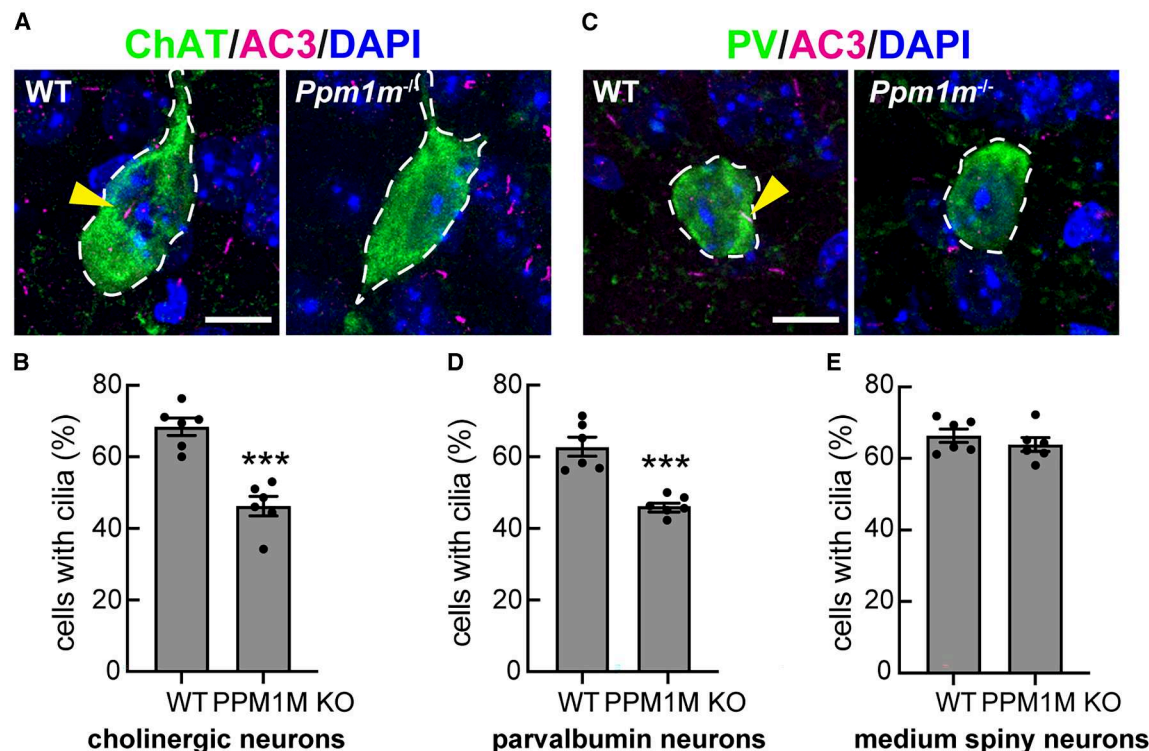 A
ChAT/AC3/DAPI
WT
Ppm1m-/-
C
PV/AC3/DAPI
WT
Ppm1m-/-
B
cells with cilia (%)
80
60
40
20
0
***
WT PPM1M KO
cholinergic neurons
D
cells with cilia (%)
80
60
40
20
0
***
WT PPM1M KO
parvalbumin neurons
E
cells with cilia (%)
80
60
40
20
0
WT PPM1M KO
medium spiny neurons